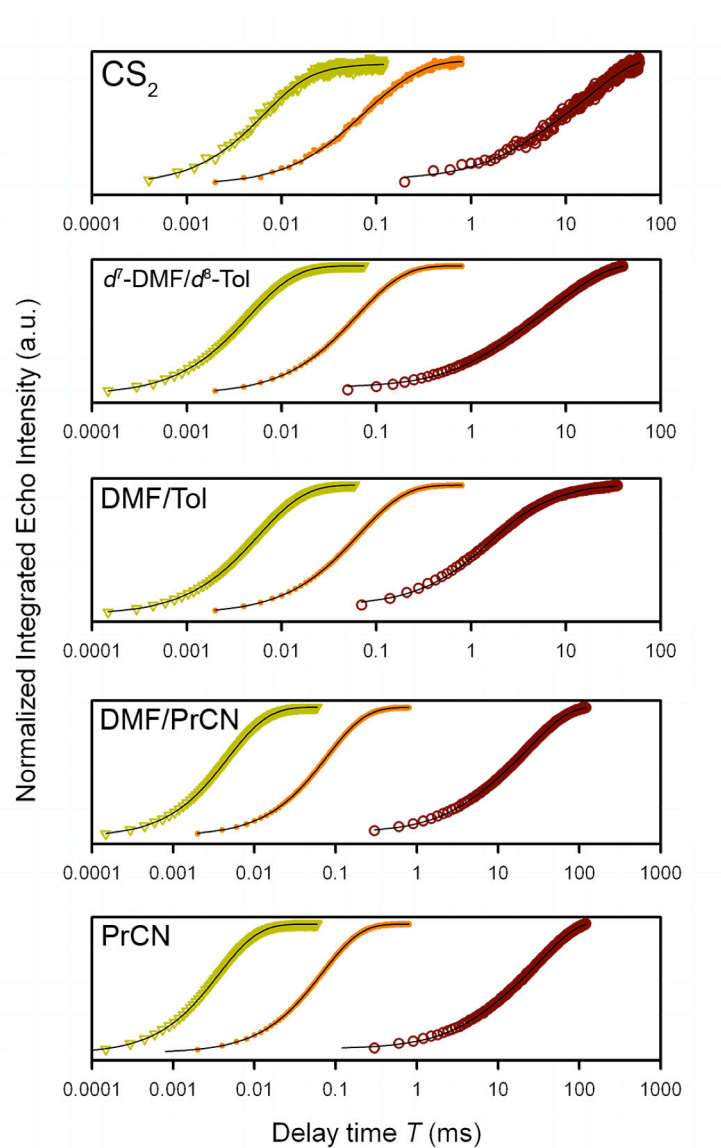 Normalized Integrated Echo Intensity (a.u.)
CS₂
0.0001 0.001 0.01 0.1 1 10 100
d⁷-DMF/d⁸-Tol
0.0001 0.001 0.01 0.1 1 10 100
DMF/Tol
0.0001 0.001 0.01 0.1 1 10 100
DMF/PrCN
0.0001 0.001 0.01 0.1 1 10 100 1000
PrCN
0.0001 0.001 0.01 0.1 1 10 100 1000
Delay time T (ms)